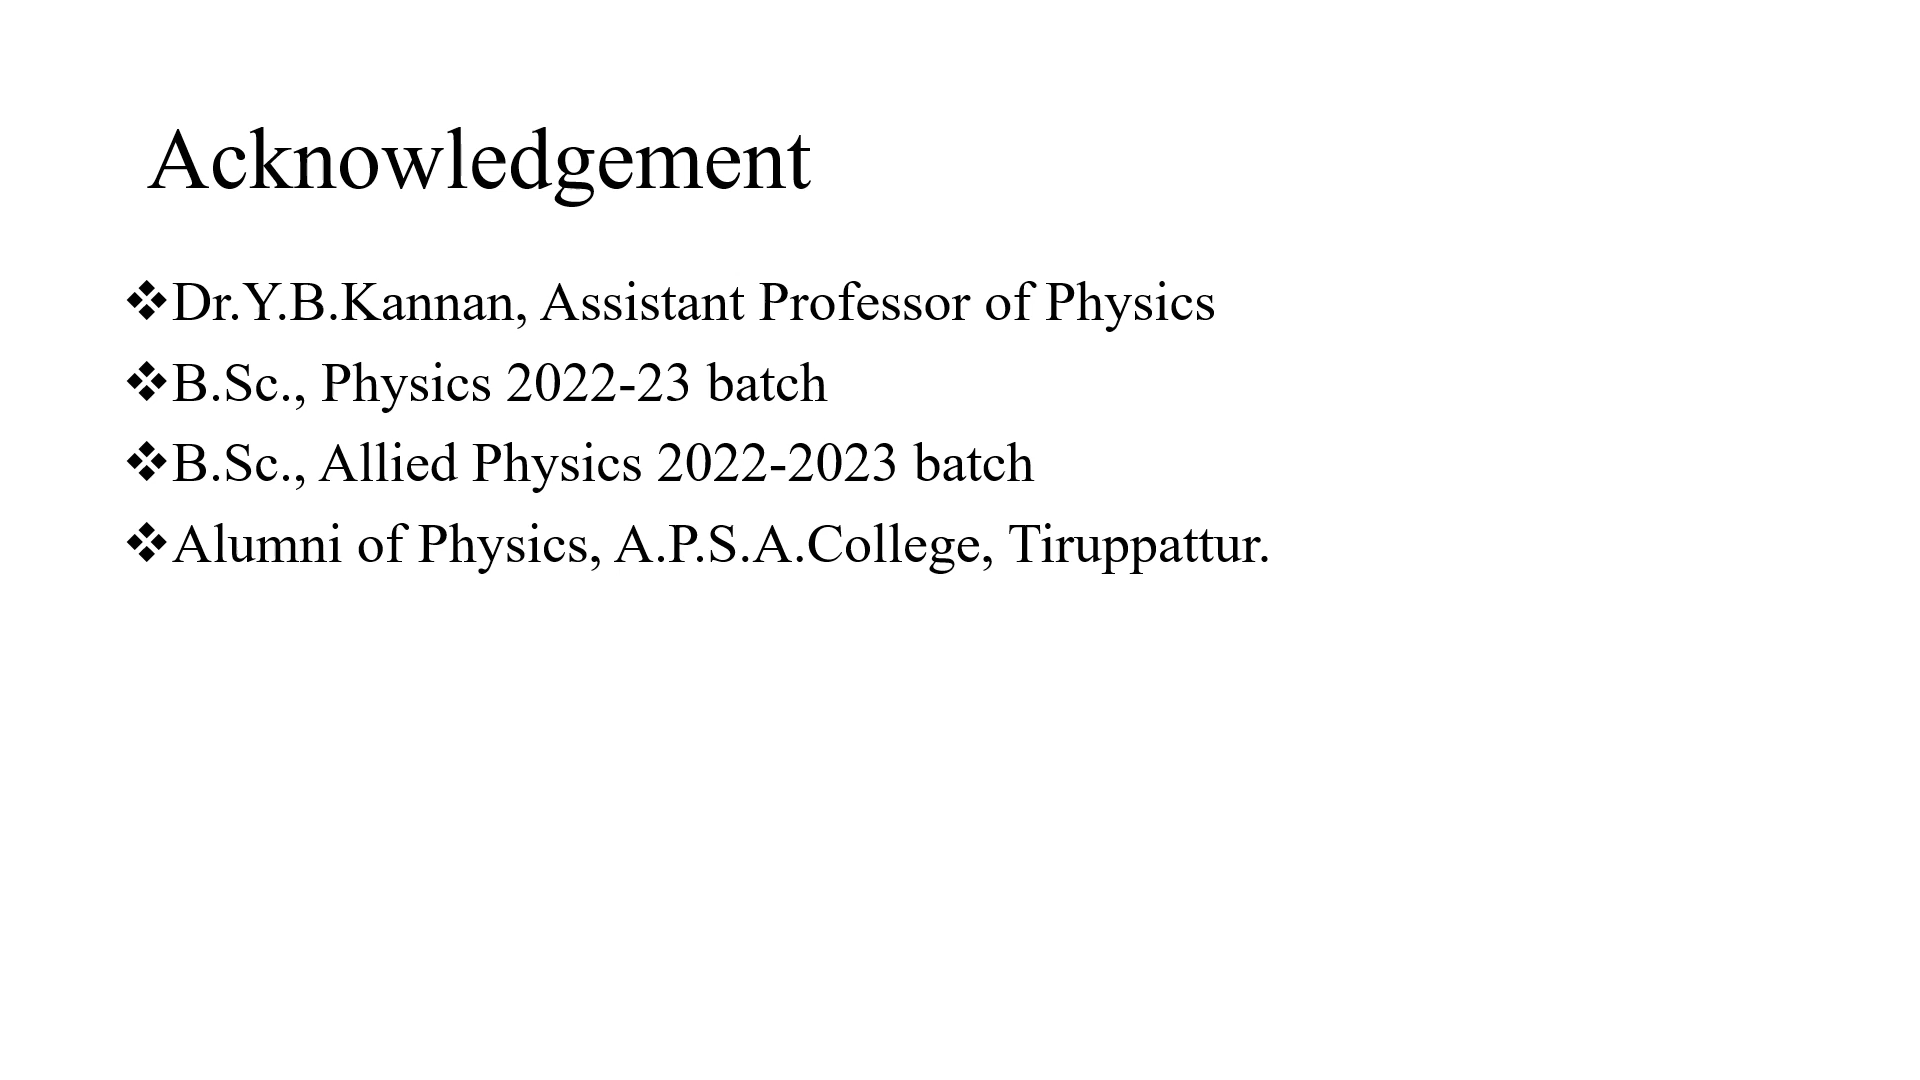 Acknowledgement
❖Dr.Y.B.Kannan, Assistant Professor of Physics
❖B.Sc., Physics 2022-23 batch
❖B.Sc., Allied Physics 2022-2023 batch
❖Alumni of Physics, A.P.S.A.College, Tiruppattur.